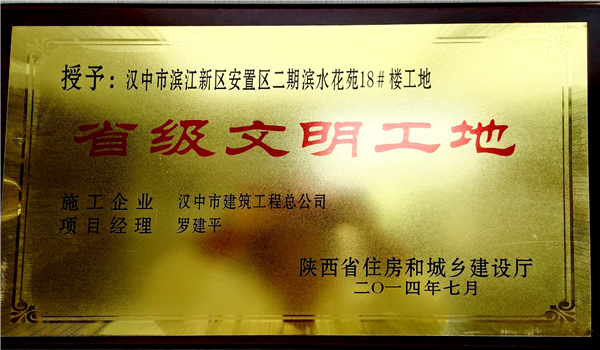 授予：汉中市滨江新区安置区二期滨水花苑18#楼工地
省级文明工地
施工企业 汉中市建筑工程总公司
项目经理 罗建平
陕西省住房和城乡建设厅
二〇一四年七月